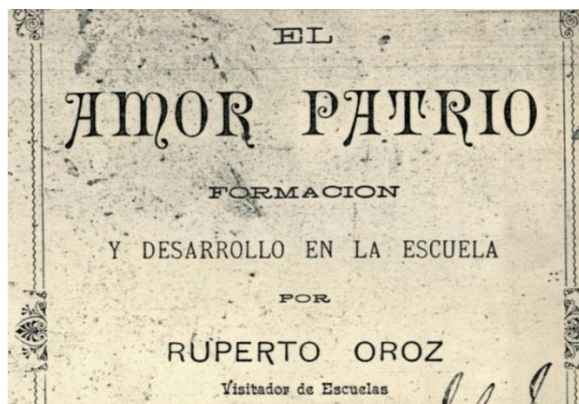 EL
AMOR PATRIO
FORMACION
Y DESARROLLO EN LA ESCUELA
POR
RUPERTO OROZ
Visitador de Escuelas